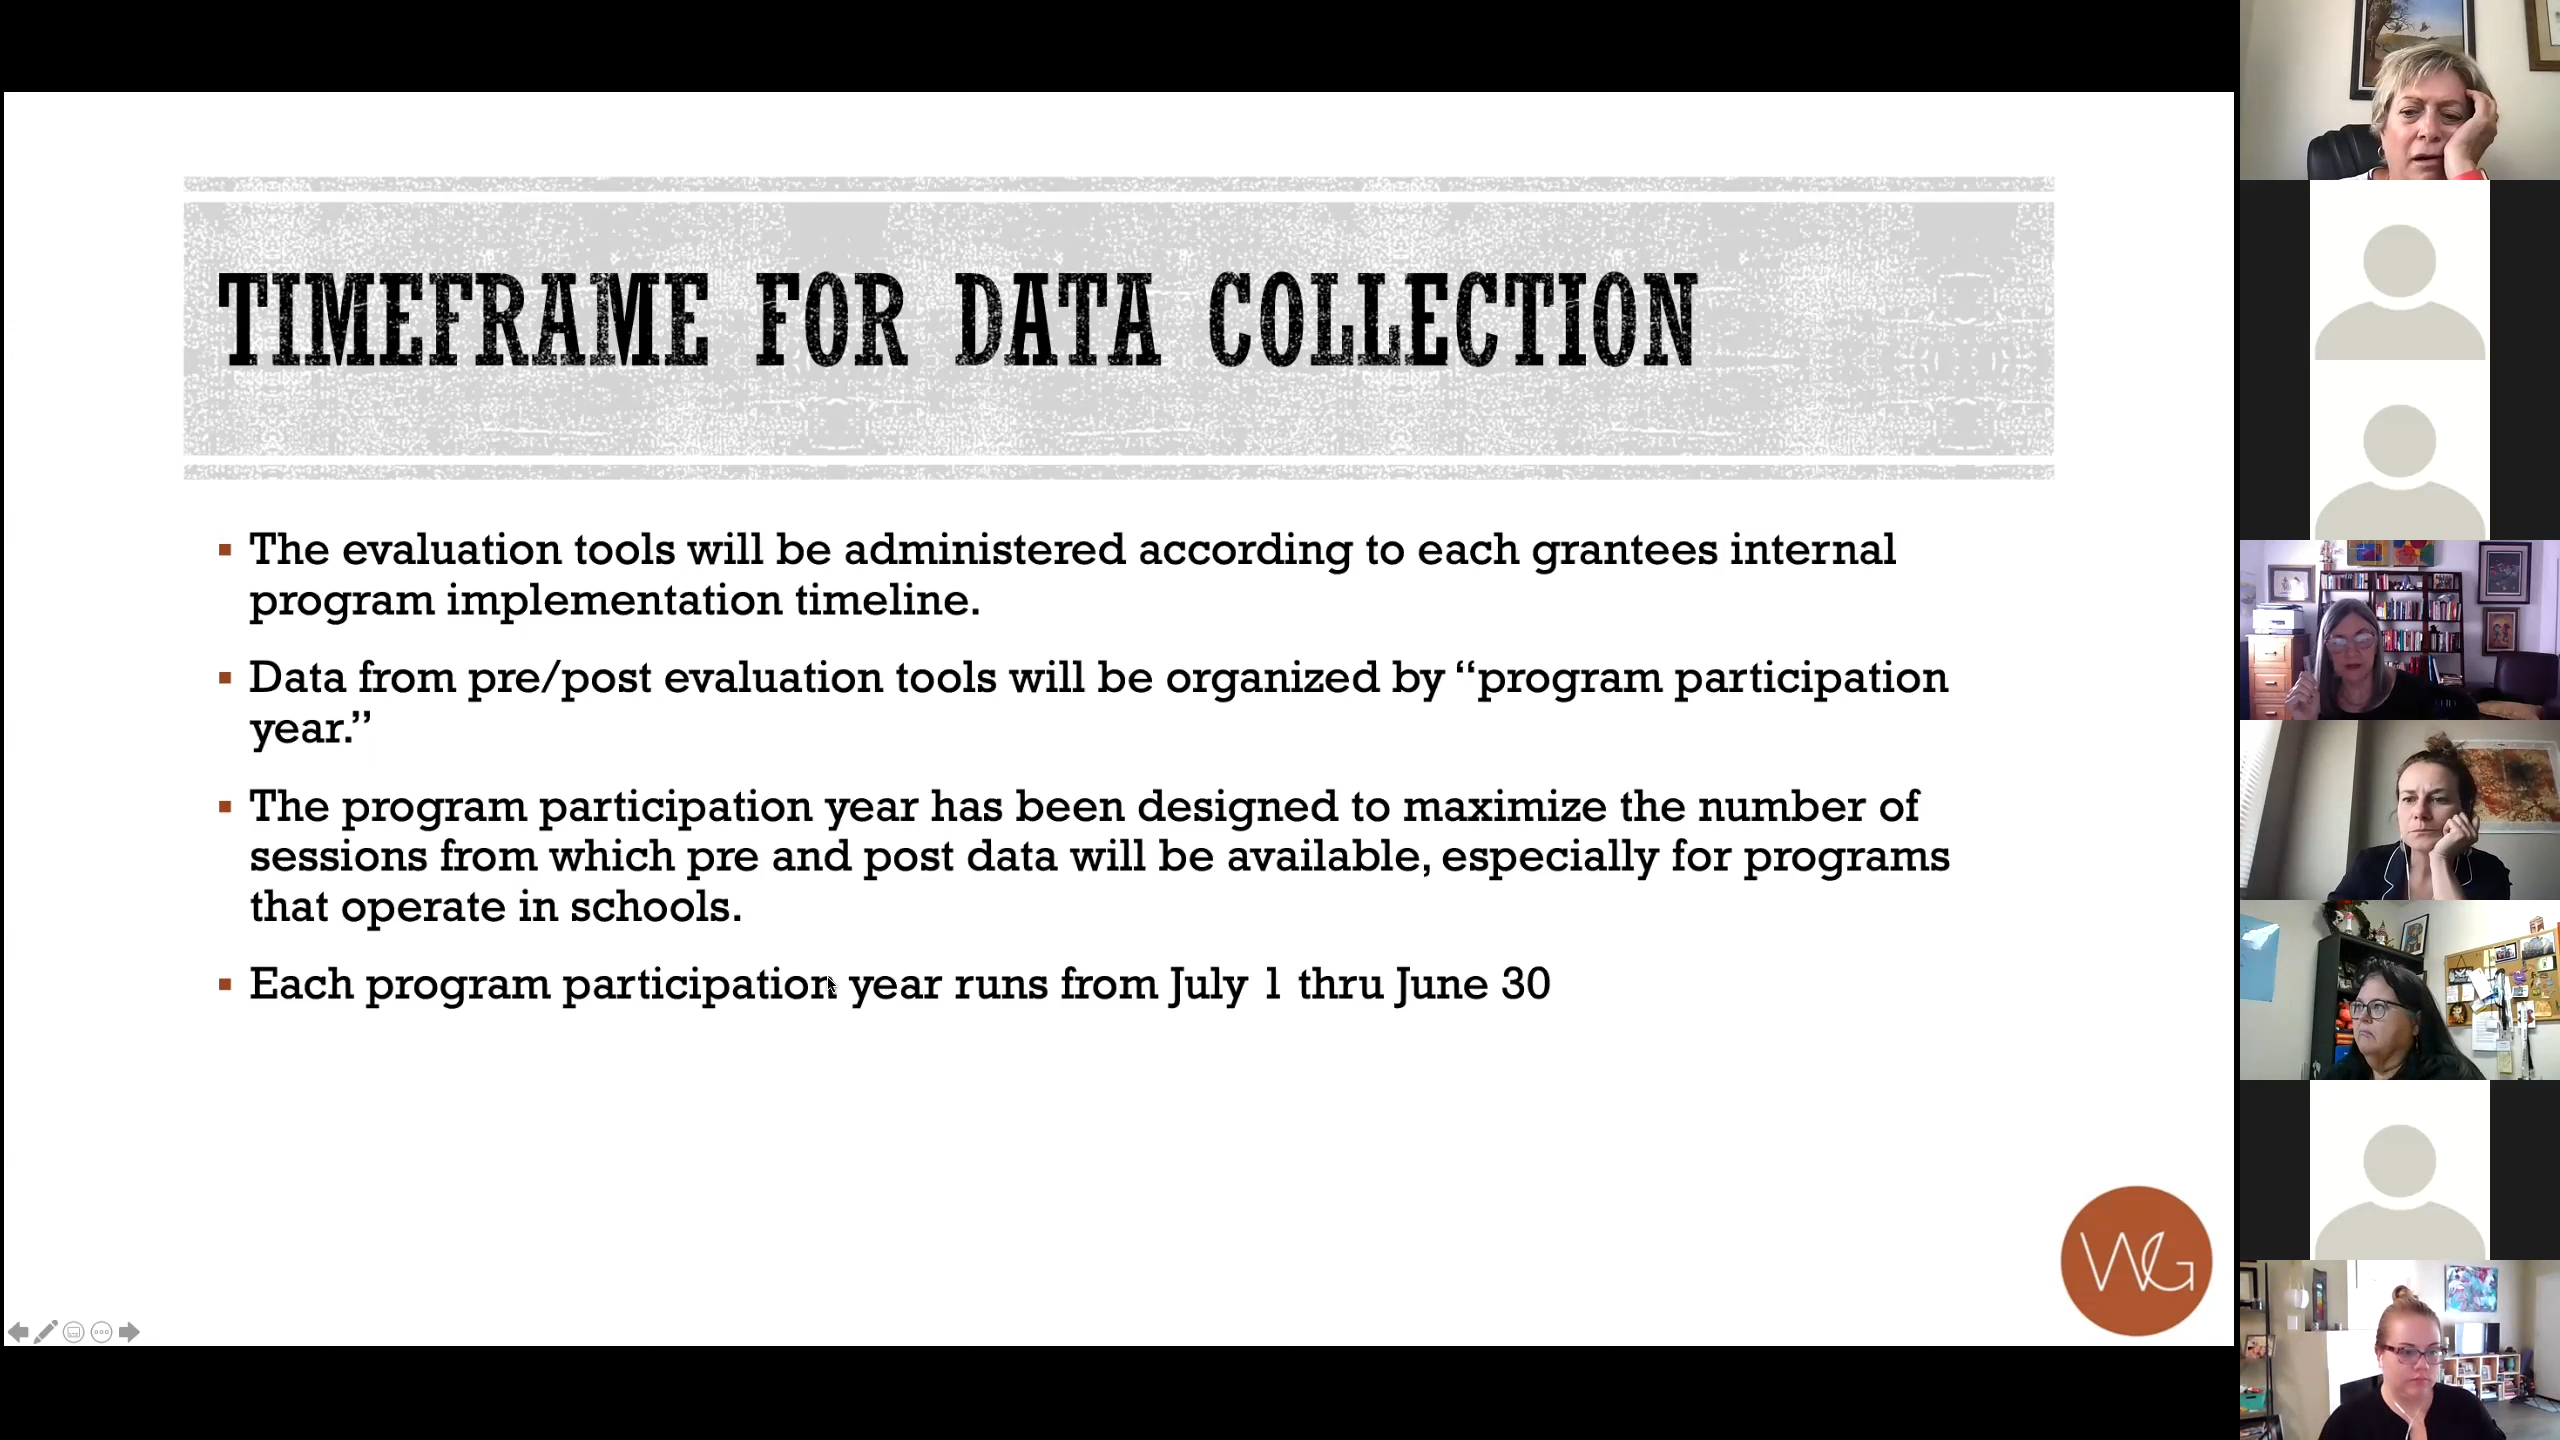 TIMEFRAME FOR DATA COLLECTION
▪ The evaluation tools will be administered according to each grantees internal
program implementation timeline.
▪ Data from pre/post evaluation tools will be organized by “program participation
year.”
▪ The program participation year has been designed to maximize the number of
sessions from which pre and post data will be available, especially for programs
that operate in schools.
▪ Each program participation year runs from July 1 thru June 30
WG